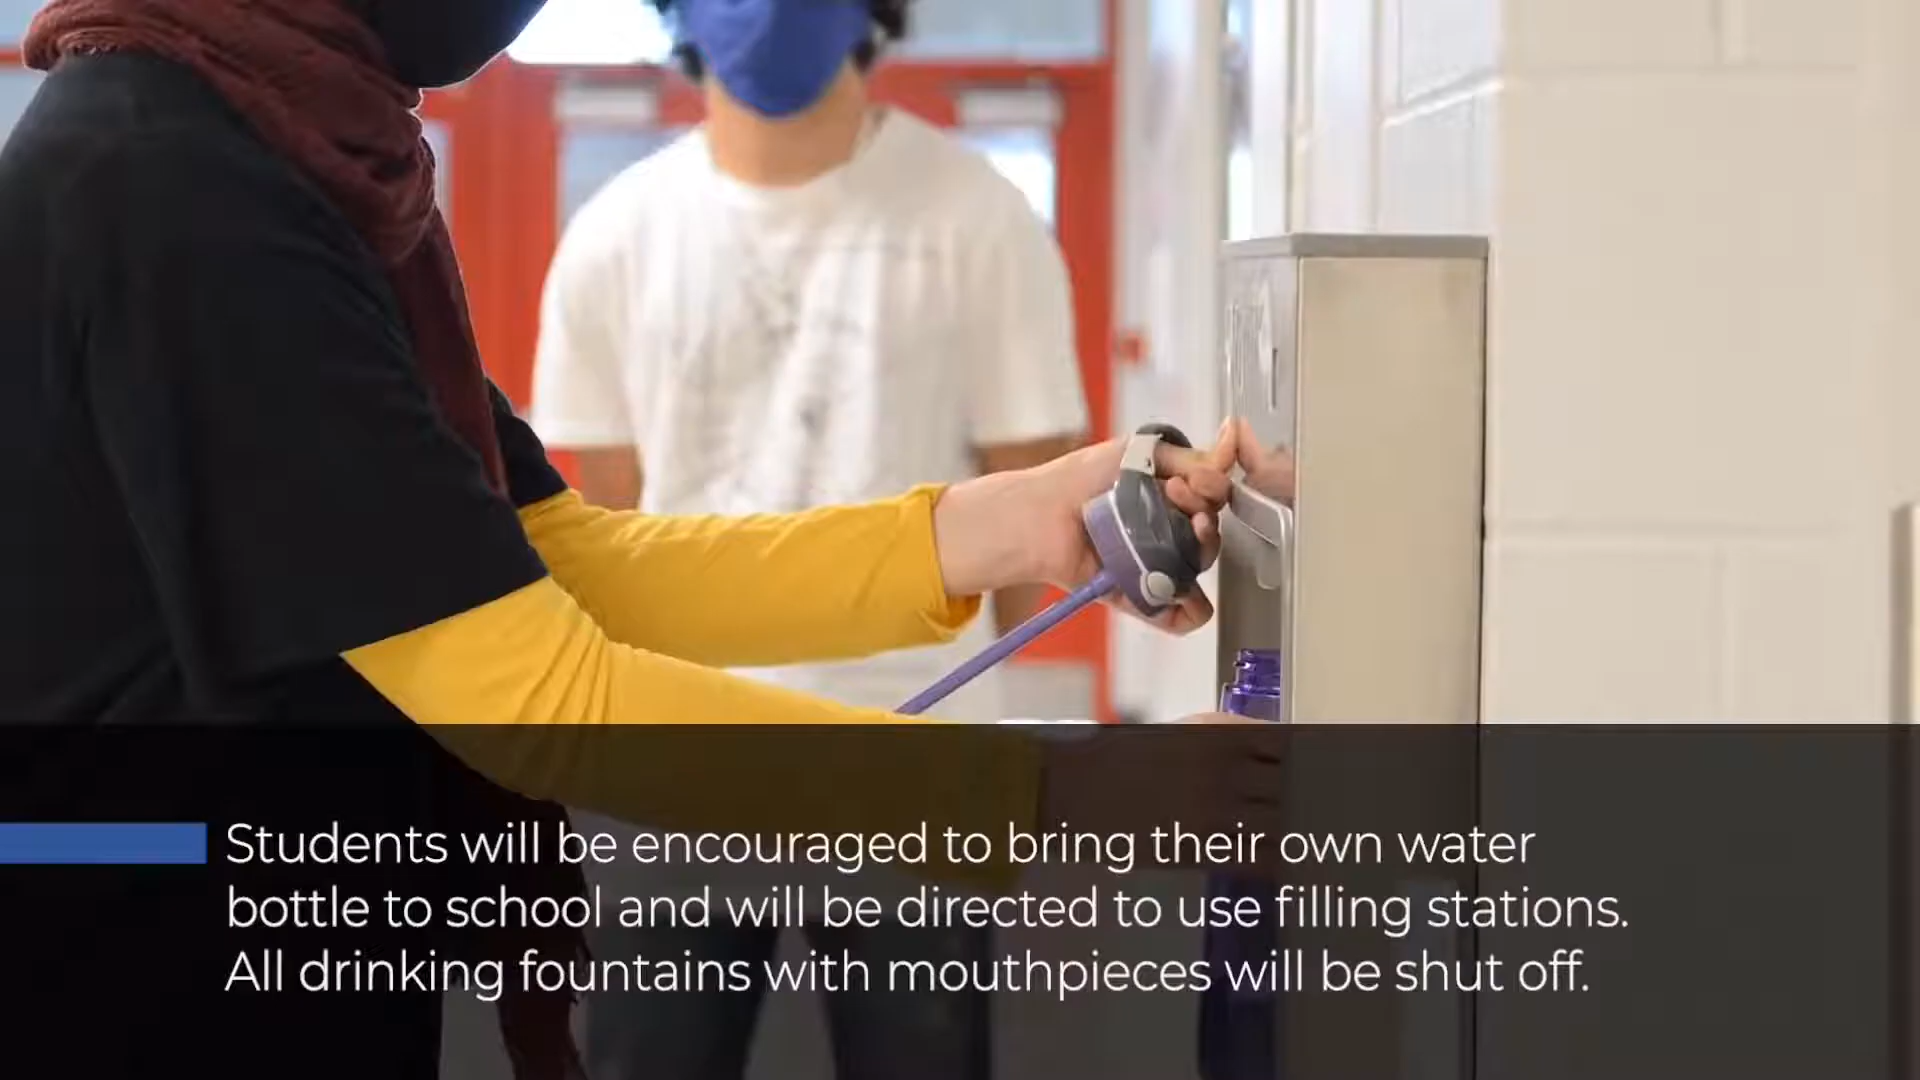 Students will be encouraged to bring their own water
bottle to school and will be directed to use filling stations.
All drinking fountains with mouthpieces will be shut off.